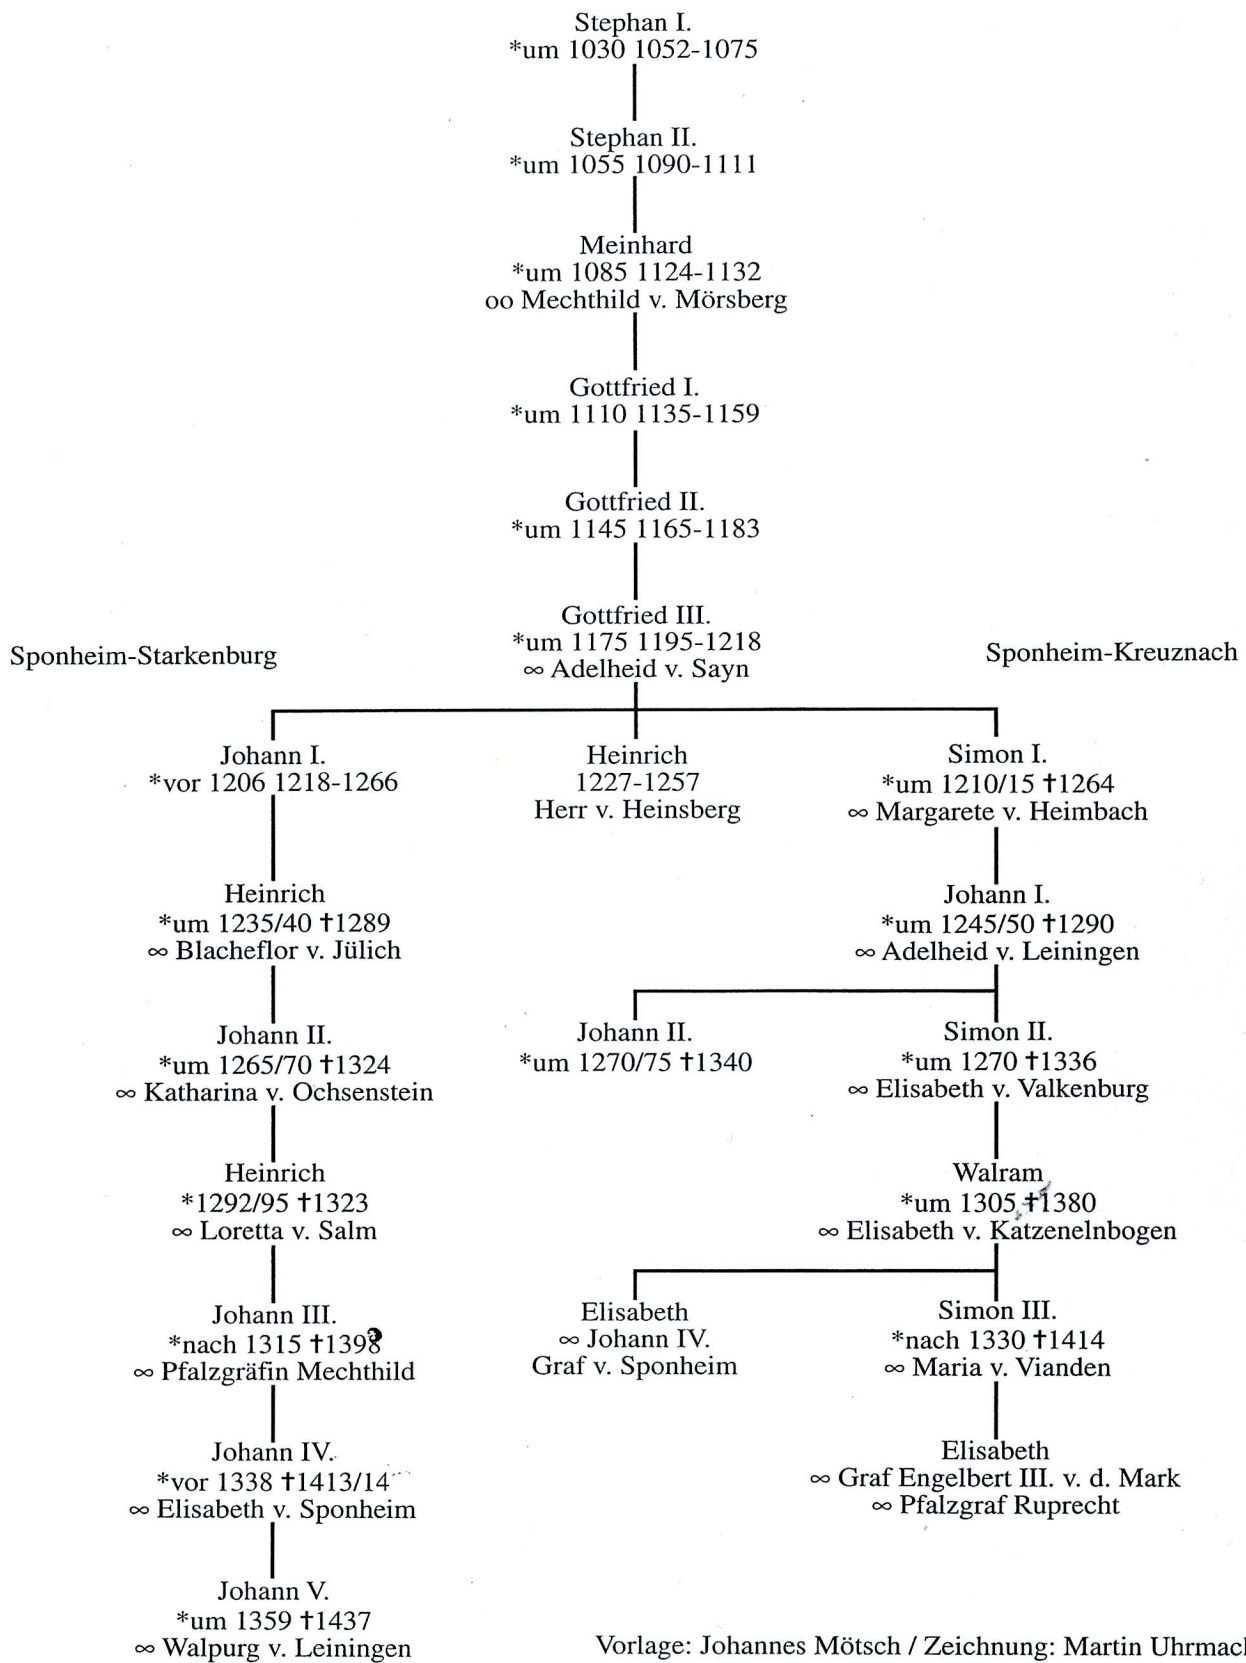 Stephan I.
*um 1030 1052-1075
Stephan II.
*um 1055 1090-1111
Meinhard
*um 1085 1124-1132
oo Mechthild v. Mörsberg
Gottfried I.
*um 1110 1135-1159
Gottfried II.
*um 1145 1165-1183
Gottfried III.
*um 1175 1195-1218
∞ Adelheid v. Sayn
Sponheim-Starkenburg
Sponheim-Kreuznach
Johann I.
*vor 1206 1218-1266
Heinrich
1227-1257
Herr v. Heinsberg
Simon I.
*um 1210/15 ✝1264
∞ Margarete v. Heimbach
Heinrich
*um 1235/40 ✝1289
∞ Blacheflor v. Jülich
Johann I.
*um 1245/50 ✝1290
∞ Adelheid v. Leiningen
Johann II.
*um 1265/70 ✝1324
∞ Katharina v. Ochsenstein
Johann II.
*um 1270/75 ✝1340
Simon II.
*um 1270 ✝1336
∞ Elisabeth v. Valkenburg
Heinrich
*1292/95 ✝1323
∞ Loretta v. Salm
Walram
*um 1305 ✝1380
∞ Elisabeth v. Katzenelnbogen
Johann III.
*nach 1315 ✝1398
∞ Pfalzgräfin Mechthild
Elisabeth
∞ Johann IV.
Graf v. Sponheim
Simon III.
*nach 1330 ✝1414
∞ Maria v. Vianden
Johann IV.
*vor 1338 ✝1413/14
∞ Elisabeth v. Sponheim
Elisabeth
∞ Graf Engelbert III. v. d. Mark
∞ Pfalzgraf Ruprecht
Johann V.
*um 1359 ✝1437
∞ Walpurg v. Leiningen
Vorlage: Johannes Mötsch / Zeichnung: Martin